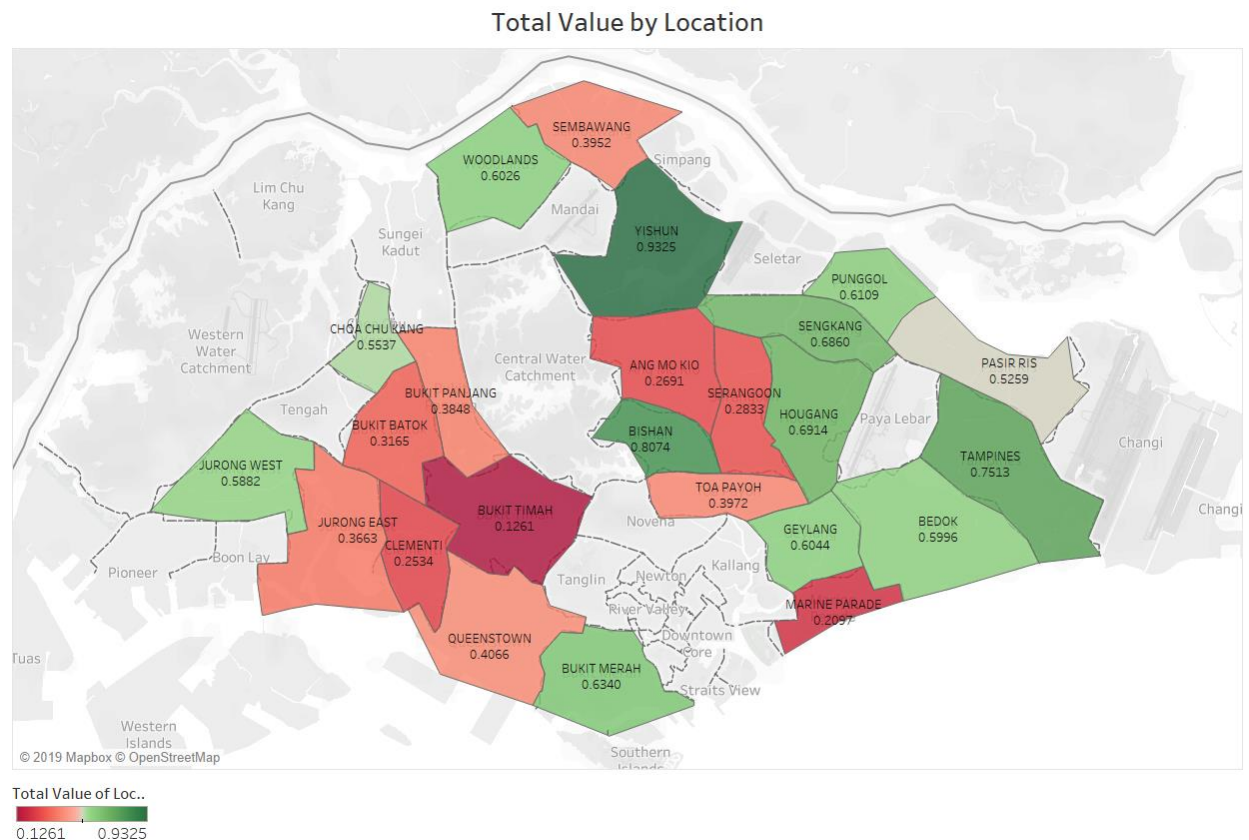 Total Value by Location
SEMBAWANG
0.3952
WOODLANDS
0.6026
Simpang
Lim Chu
Kang
Mandai
Sungei
Kadut
YISHUN
0.9325
Seletar
PUNGGOL
0.6109
CHOA CHU KANG
0.5537
SENGKANG
0.6860
Western
Water
Catchment
Central Water
Catchment
ANG MO KIO
0.2691
PASIR RIS
0.5259
BUKIT PANJANG
0.3848
SERANGOON
0.2833
Tengah
HOUGANG
0.6914
Paya Lebar
BUKIT BATOK
0.3165
BISHAN
0.8074
Changi
TAMPINES
0.7513
JURONG WEST
0.5882
TOA PAYOH
0.3972
BUKIT TIMAH
0.1261
Changi
JURONG EAST
0.3663
Novena
GEYLANG
0.6044
BEDOK
0.5996
CLEMENTI
0.2534
Boon Lay
Pioneer
Tanglin
Newton
Kallang
River Valley
MARINE PARADE
0.2097
QUEENSTOWN
0.4066
Downtown
Core
Tuas
BUKIT MERAH
0.6340
Straits View
Western
Islands
Southern
Islands
© 2019 Mapbox © OpenStreetMap
Total Value of Loc..
0.1261
0.9325